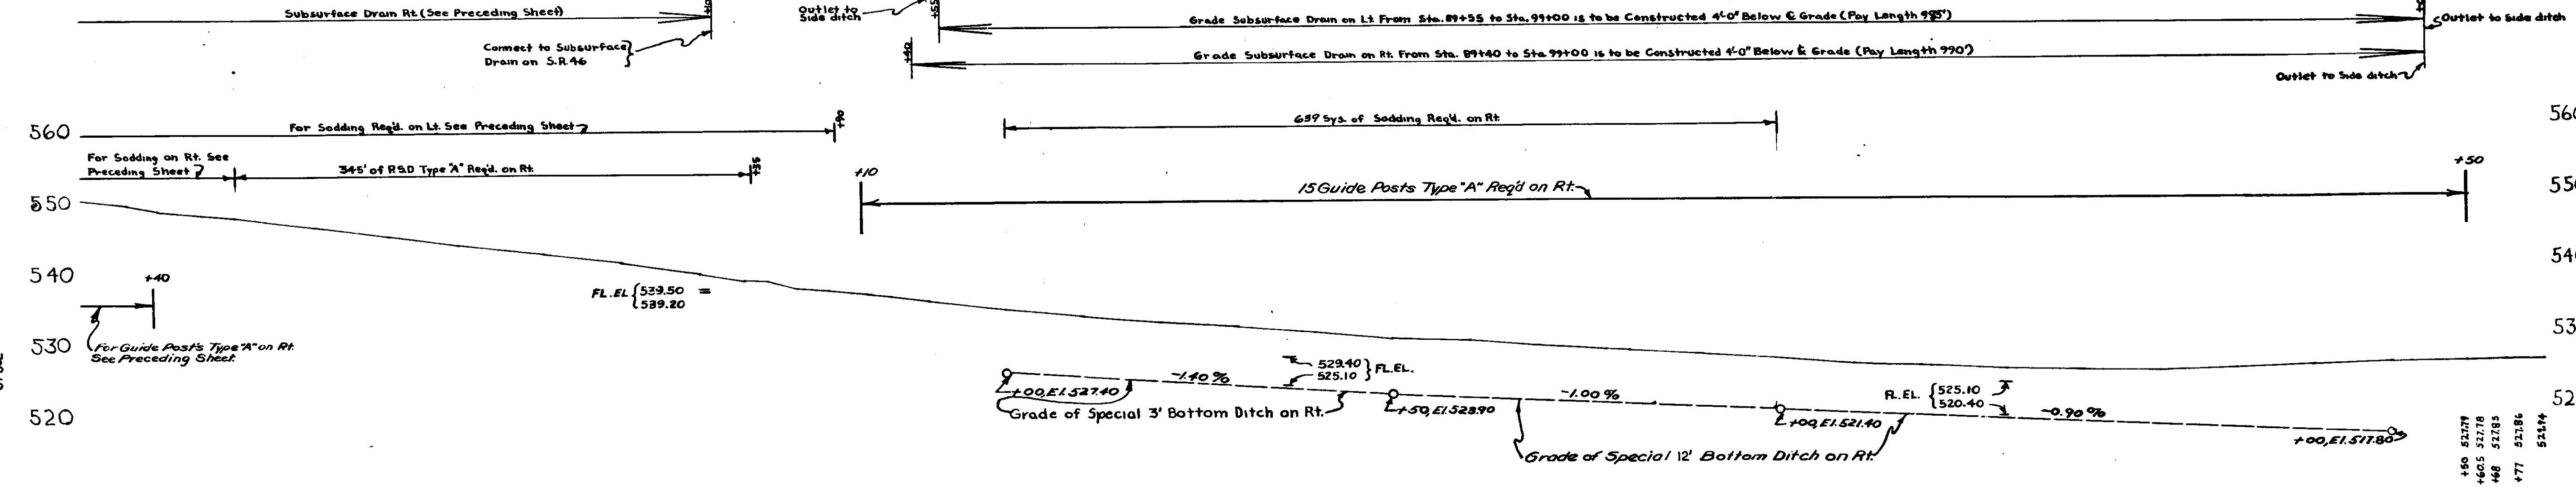 Subsurface Drain Rt. (See Preceding Sheet)
Connect to Subsurface
Drain on S.R. 46
Outlet to
Side ditch
+55
Grade Subsurface Drain on Lt. From Sta. 89+55 to Sta. 99+00 is to be Constructed 4'-0" Below ℄ Grade (Pay Length 985')
+40
Grade Subsurface Drain on Rt. From Sta. 89+40 to Sta. 99+00 is to be Constructed 4'-0" Below ℄ Grade (Pay Length 990')
Outlet to Side ditch
Outlet to Side ditch
560
For Sodding Req'd. on Lt. See Preceding Sheet
+90
659 Sys. of Sodding Req'd. on Rt.
For Sodding on Rt. See
Preceding Sheet
345' of P.S.D Type "A" Req'd. on Rt.
+35
+10
15 Guide Posts Type "A" Req'd on Rt.
+50
550
540
+40
FL.EL {539.50 =
539.20
530
For Guide Posts Type "A" on Rt.
See Preceding Sheet.
520
+00, El. 527.40
-1.40 %
529.40 } FL.EL.
525.10
Grade of Special 3' Bottom Ditch on Rt.
+50, El. 523.90
-1.00 %
Grade of Special 12' Bottom Ditch on Rt.
+00, El. 521.40
FL.EL. {525.10
520.40
-0.90 %
+00, El. 517.80
+50 527.79
+60.5 527.78
+68 527.83
+77 527.86